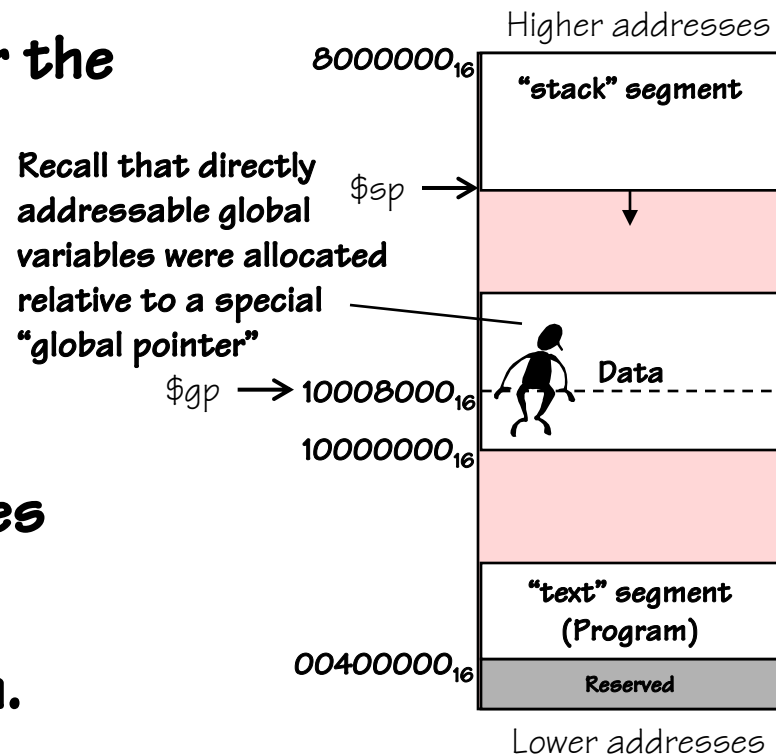 Higher addresses
r the
8000000₁₆
“stack” segment
Recall that directly
addressable global
variables were allocated
relative to a special
“global pointer”
$sp
Data
$gp
10008000₁₆
10000000₁₆
es
“text” segment
(Program)
00400000₁₆
Reserved
Lower addresses